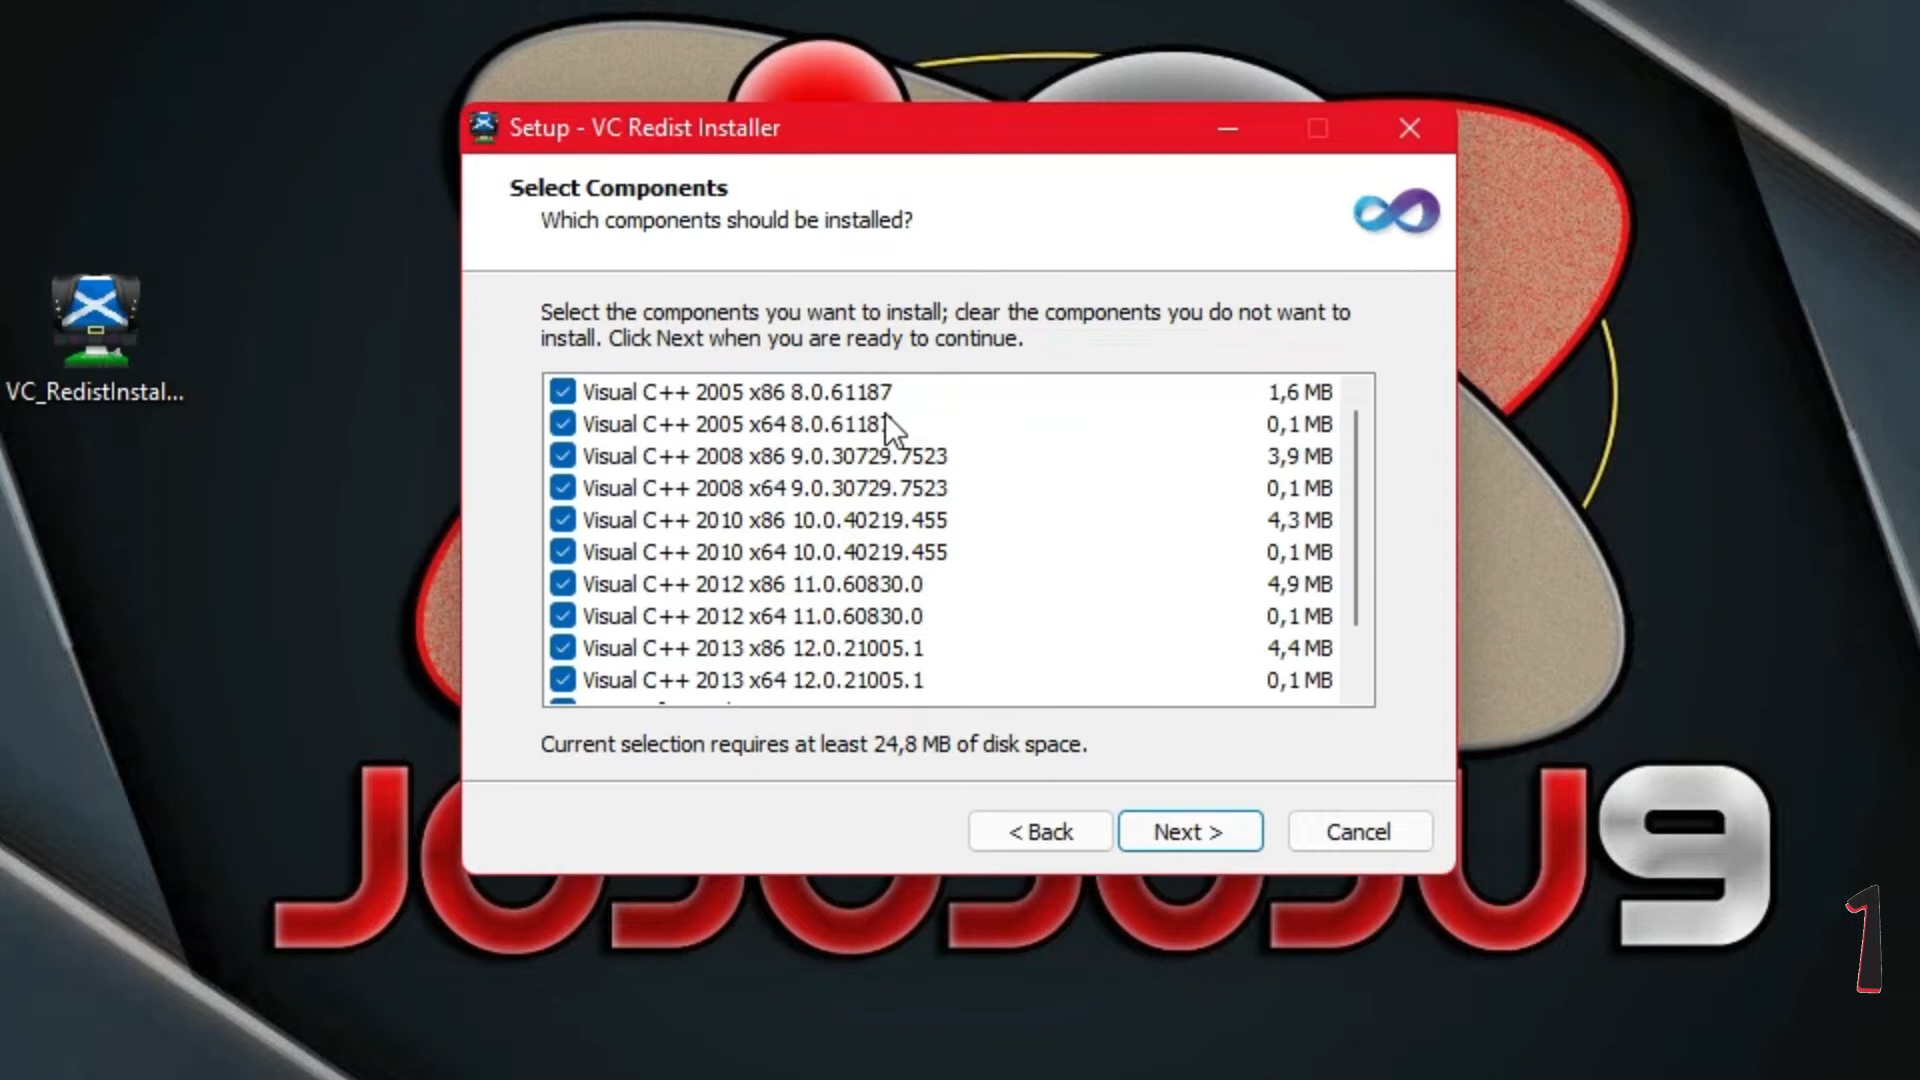 Setup - VC Redist Installer
Select Components
Which components should be installed?
Select the components you want to install; clear the components you do not want to
install. Click Next when you are ready to continue.
Visual C++ 2005 x86 8.0.61187 1,6 MB
Visual C++ 2005 x64 8.0.61187 0,1 MB
Visual C++ 2008 x86 9.0.30729.7523 3,9 MB
Visual C++ 2008 x64 9.0.30729.7523 0,1 MB
Visual C++ 2010 x86 10.0.40219.455 4,3 MB
Visual C++ 2010 x64 10.0.40219.455 0,1 MB
Visual C++ 2012 x86 11.0.60830.0 4,9 MB
Visual C++ 2012 x64 11.0.60830.0 0,1 MB
Visual C++ 2013 x86 12.0.21005.1 4,4 MB
Visual C++ 2013 x64 12.0.21005.1 0,1 MB
Current selection requires at least 24,8 MB of disk space.
< Back Next > Cancel
VC_RedistInstal...
JOJOJOJU9
1